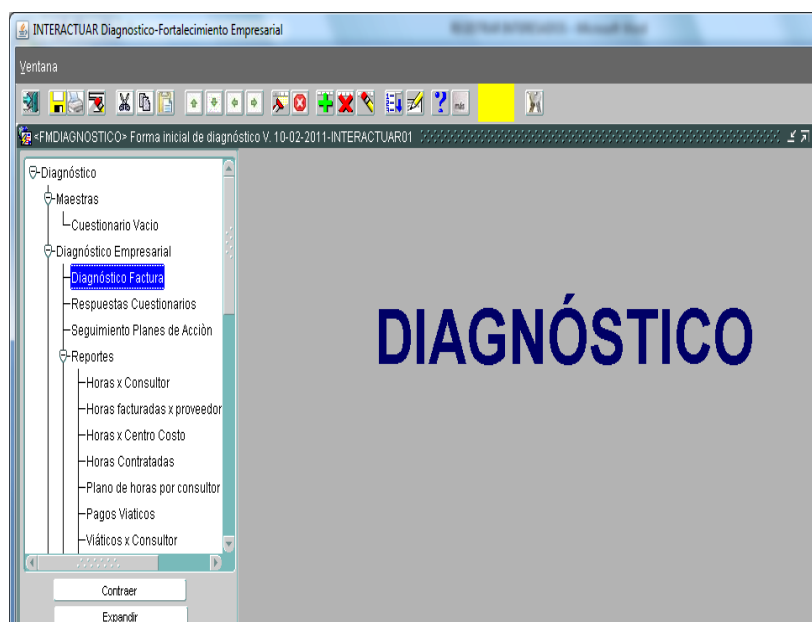 INTERACTUAR Diagnostico-Fortalecimiento Empresarial
Ventana
más
<FMDIAGNOSTICO> Forma inicial de diagnóstico V. 10-02-2011-INTERACTUAR01
Diagnóstico
Maestras
Cuestionario Vacio
Diagnóstico Empresarial
Diagnóstico Factura
Respuestas Cuestionarios
Seguimiento Planes de Acciòn
Reportes
Horas x Consultor
Horas facturadas x proveedor
Horas x Centro Costo
Horas Contratadas
Plano de horas por consultor
Pagos Viaticos
Viáticos x Consultor
Contraer
Expandir
DIAGNÓSTICO